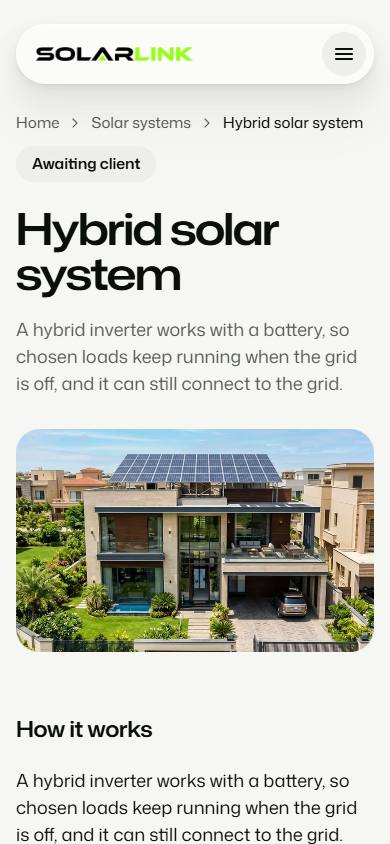 SOLARLINK
Home > Solar systems > Hybrid solar system
Awaiting client
Hybrid solar
system
A hybrid inverter works with a battery, so
chosen loads keep running when the grid
is off, and it can still connect to the grid.
How it works
A hybrid inverter works with a battery, so
chosen loads keep running when the grid
is off, and it can still connect to the grid.